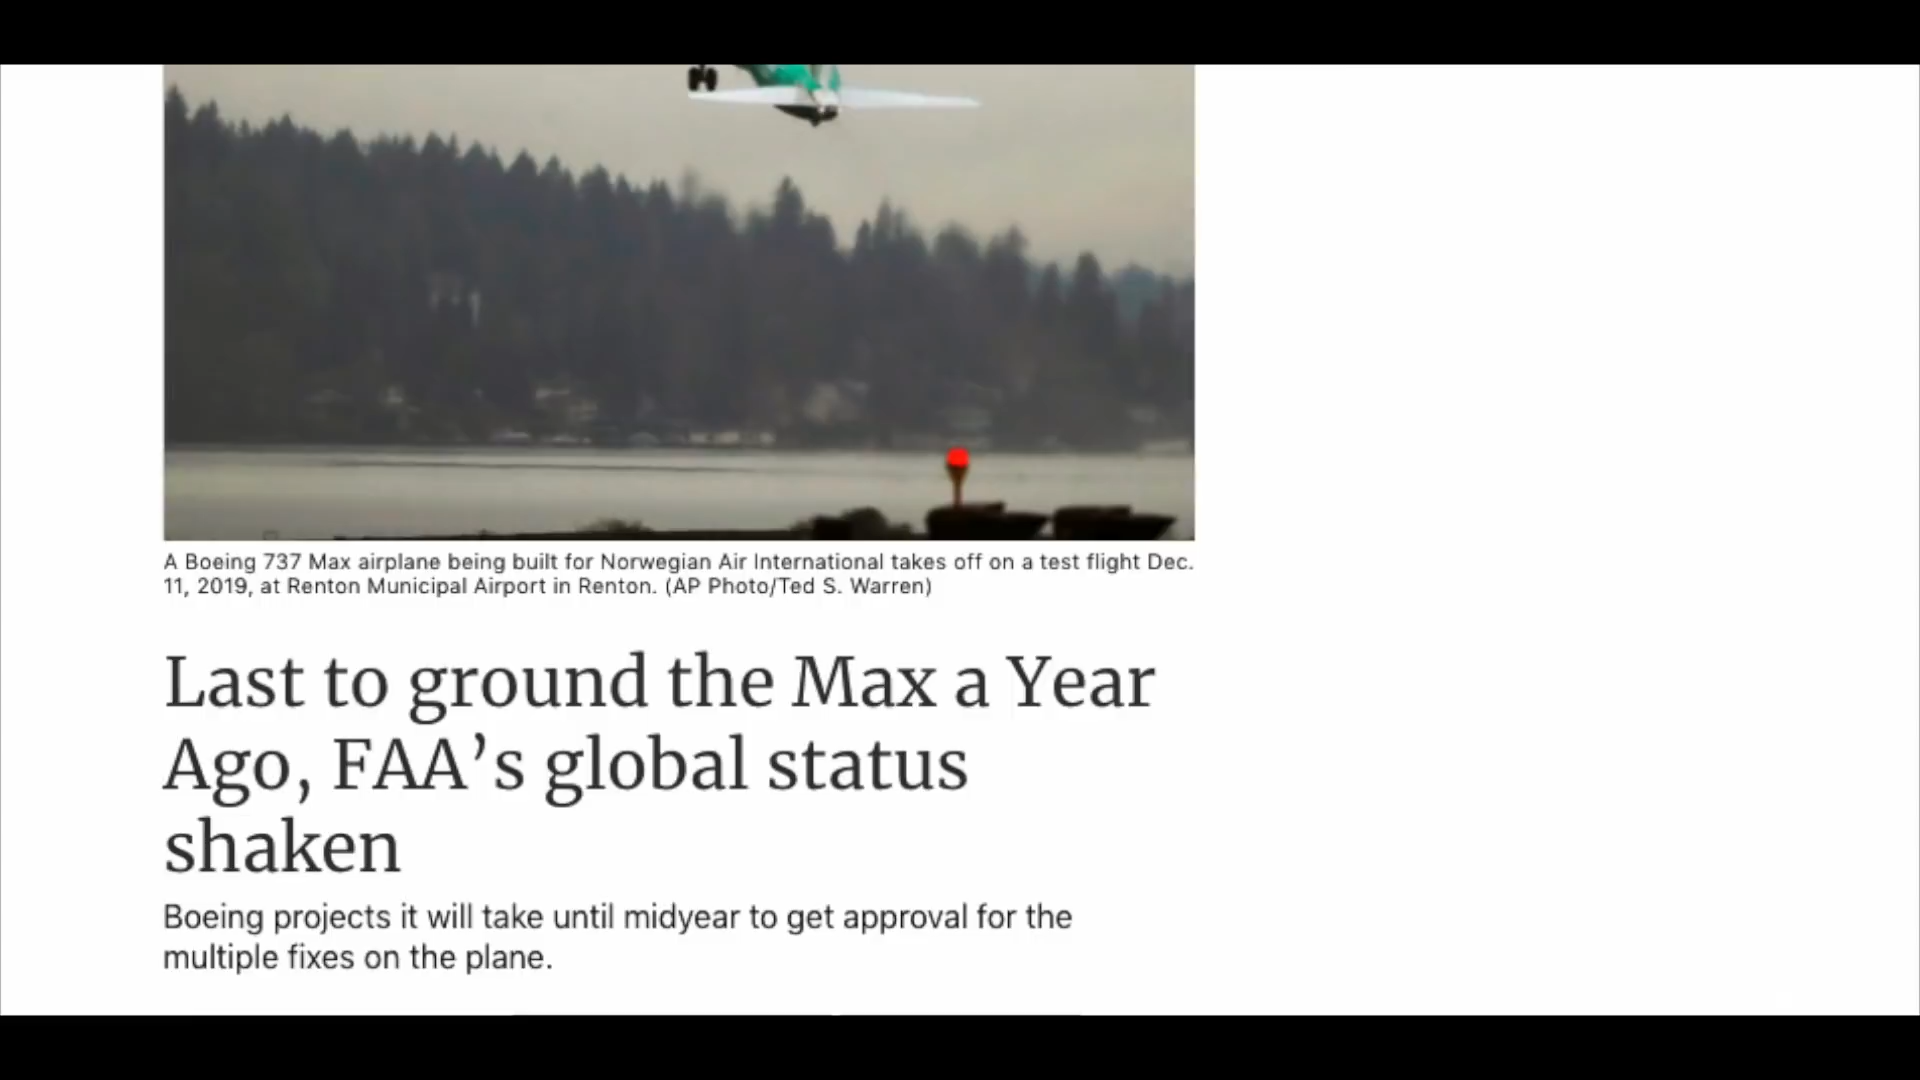 A Boeing 737 Max airplane being built for Norwegian Air International takes off on a test flight Dec.
11, 2019, at Renton Municipal Airport in Renton. (AP Photo/Ted S. Warren)
Last to ground the Max a Year
Ago, FAA’s global status
shaken
Boeing projects it will take until midyear to get approval for the
multiple fixes on the plane.